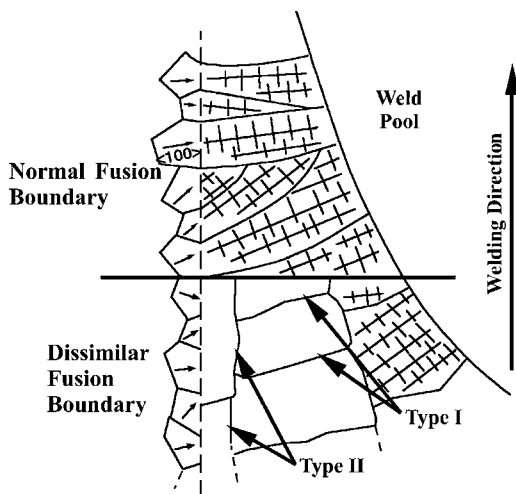 Weld
Pool
<100>
Normal Fusion
Boundary
Welding Direction
Dissimilar
Fusion
Boundary
Type I
Type II